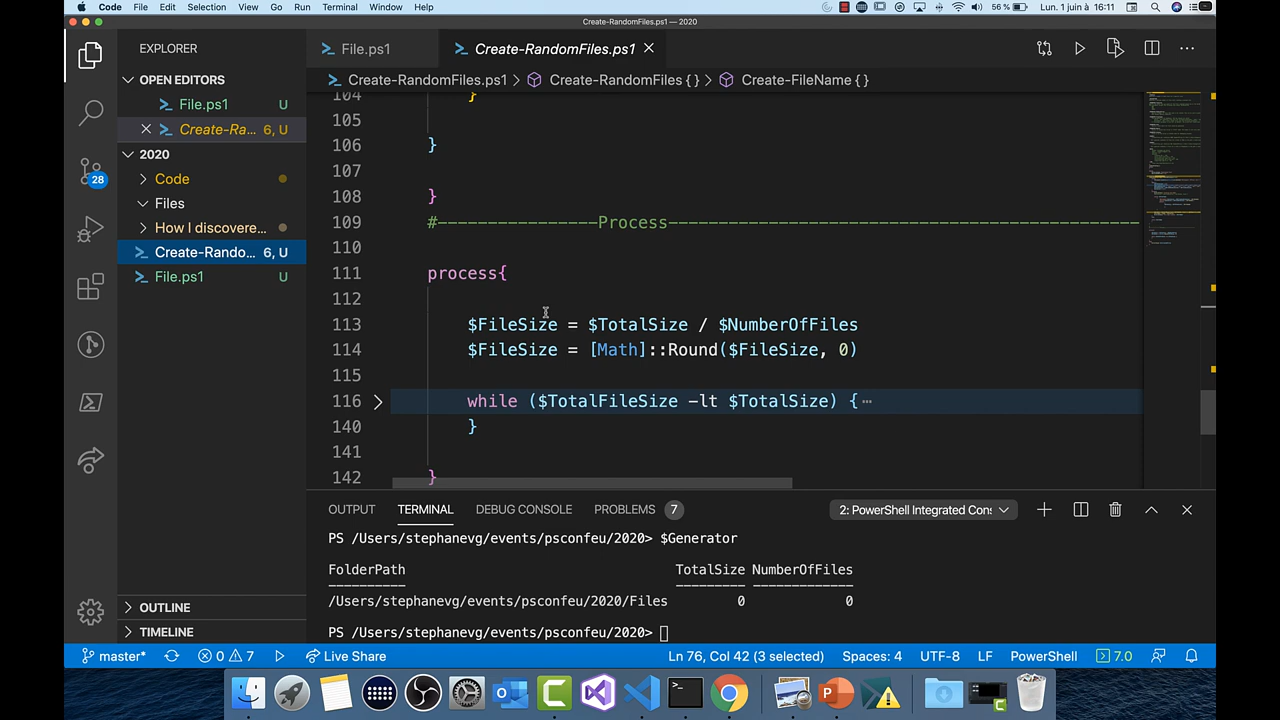 Code File Edit Selection View Go Run Terminal Window Help 56 % Lun. 1 juin à 16:11
Create-RandomFiles.ps1 — 2020
EXPLORER
File.ps1
Create-RandomFiles.ps1
OPEN EDITORS
Create-RandomFiles.ps1 > Create-RandomFiles { } > Create-FileName { }
File.ps1 U
Create-Ra... 6, U
2020
Code
Files
How I discovere...
Create-Rando... 6, U
File.ps1 U
28
104 }
105
106 }
107
108 }
109 #----------------Process-----------------------------------------------
110
111 process{
112
113 $FileSize = $TotalSize / $NumberOfFiles
114 $FileSize = [Math]::Round($FileSize, 0)
115
116 while ($TotalFileSize -lt $TotalSize) {…
140 }
141
142 }
OUTPUT TERMINAL DEBUG CONSOLE PROBLEMS 7 2: PowerShell Integrated Cons
PS /Users/stephanevg/events/psconfeu/2020> $Generator
FolderPath TotalSize NumberOfFiles
---------- --------- -------------
/Users/stephanevg/events/psconfeu/2020/Files 0 0
PS /Users/stephanevg/events/psconfeu/2020>
OUTLINE
TIMELINE
master* 0 7 Live Share Ln 76, Col 42 (3 selected) Spaces: 4 UTF-8 LF PowerShell 7.0